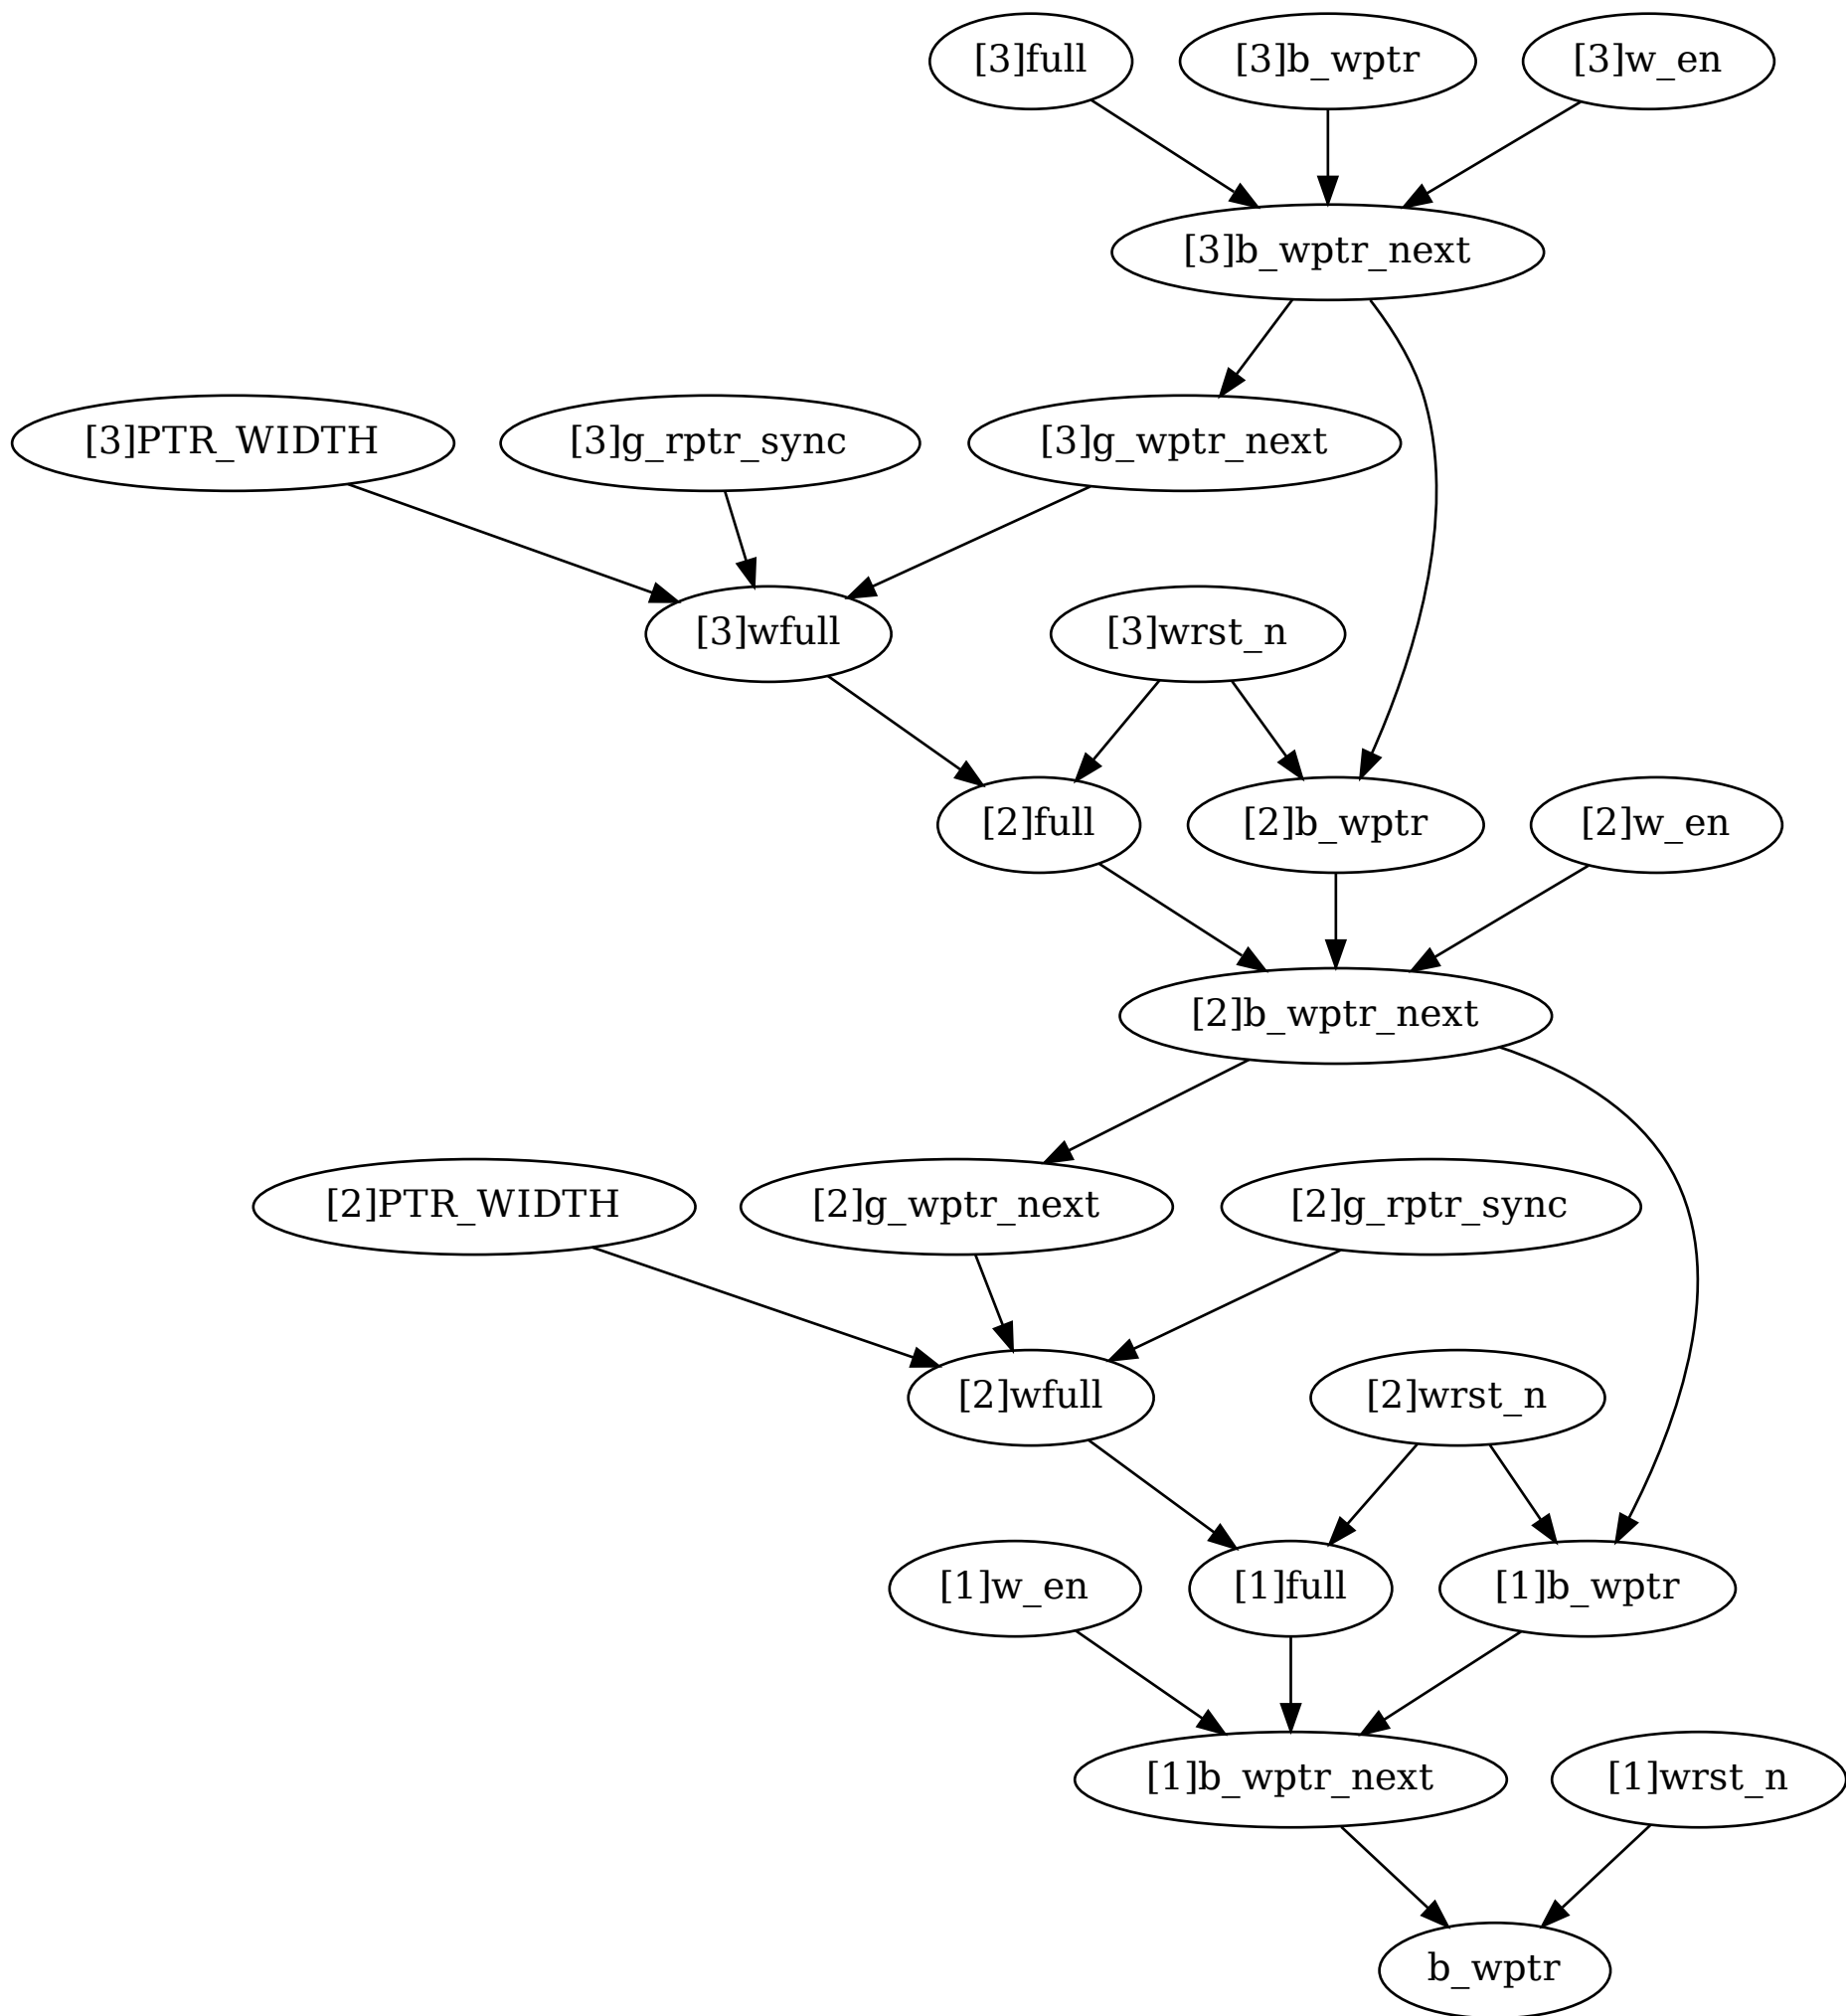 [3]full
[3]b_wptr
[3]w_en
[3]b_wptr_next
[3]PTR_WIDTH
[3]g_rptr_sync
[3]g_wptr_next
[3]wfull
[3]wrst_n
[2]full
[2]b_wptr
[2]w_en
[2]b_wptr_next
[2]PTR_WIDTH
[2]g_wptr_next
[2]g_rptr_sync
[2]wfull
[2]wrst_n
[1]w_en
[1]full
[1]b_wptr
[1]b_wptr_next
[1]wrst_n
b_wptr